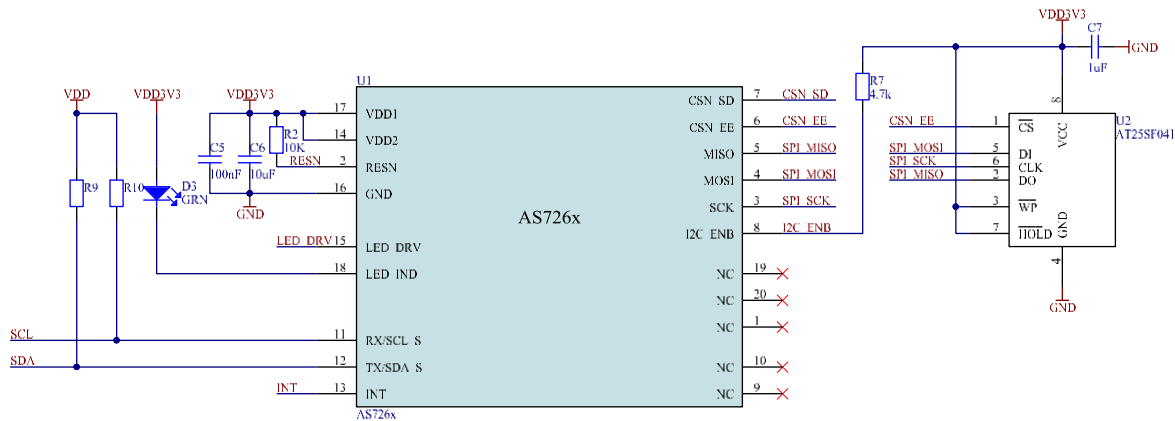 VDD3V3
C7
1uF
GND
U1
VDD
VDD3V3
VDD3V3
R7
4.7k
17
VDD1
CSN_SD
7
CSN_SD
8
U2
AT25SF041
R2
10K
14
VDD2
CSN_EE
6
CSN_EE
CSN_EE
1
CS
VCC
C5
100nF
C6
10uF
RESN
2
RESN
MISO
5
SPI_MISO
SPI_MOSI
5
DI
SPI_SCK
6
CLK
R9
R10
D3
GRN
16
GND
MOSI
4
SPI_MOSI
SPI_MISO
2
DO
GND
AS726x
SCK
3
SPI_SCK
3
WP
LED_DRV
15
LED_DRV
I2C_ENB
8
I2C_ENB
7
HOLD
GND
18
LED_IND
NC
19
4
NC
20
GND
SCL
11
RX/SCL_S
NC
1
SDA
12
TX/SDA_S
NC
10
INT
13
INT
NC
9
AS726x